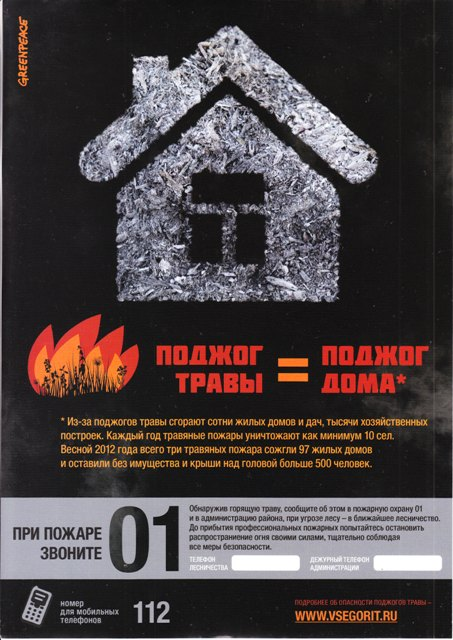 GREENPEACE
ПОДЖОГ ТРАВЫ = ПОДЖОГ ДОМА*
* Из-за поджогов травы сгорают сотни жилых домов и дач, тысячи хозяйственных
построек. Каждый год травяные пожары уничтожают как минимум 10 сел.
Весной 2012 года всего три травяных пожара сожгли 97 жилых домов
и оставили без имущества и крыши над головой больше 500 человек.
ПРИ ПОЖАРЕ
ЗВОНИТЕ
01
Обнаружив горящую траву, сообщите об этом в пожарную охрану 01
и в администрацию района, при угрозе лесу – в ближайшее лесничество.
До прибытия профессиональных пожарных попытайтесь остановить
распространение огня своими силами, тщательно соблюдая
все меры безопасности.
ТЕЛЕФОН
ЛЕСНИЧЕСТВА
ДЕЖУРНЫЙ ТЕЛЕФОН
АДМИНИСТРАЦИИ
номер
для мобильных
телефонов
112
ПОДРОБНЕЕ ОБ ОПАСНОСТИ ПОДЖОГОВ ТРАВЫ –
WWW.VSEGORIT.RU